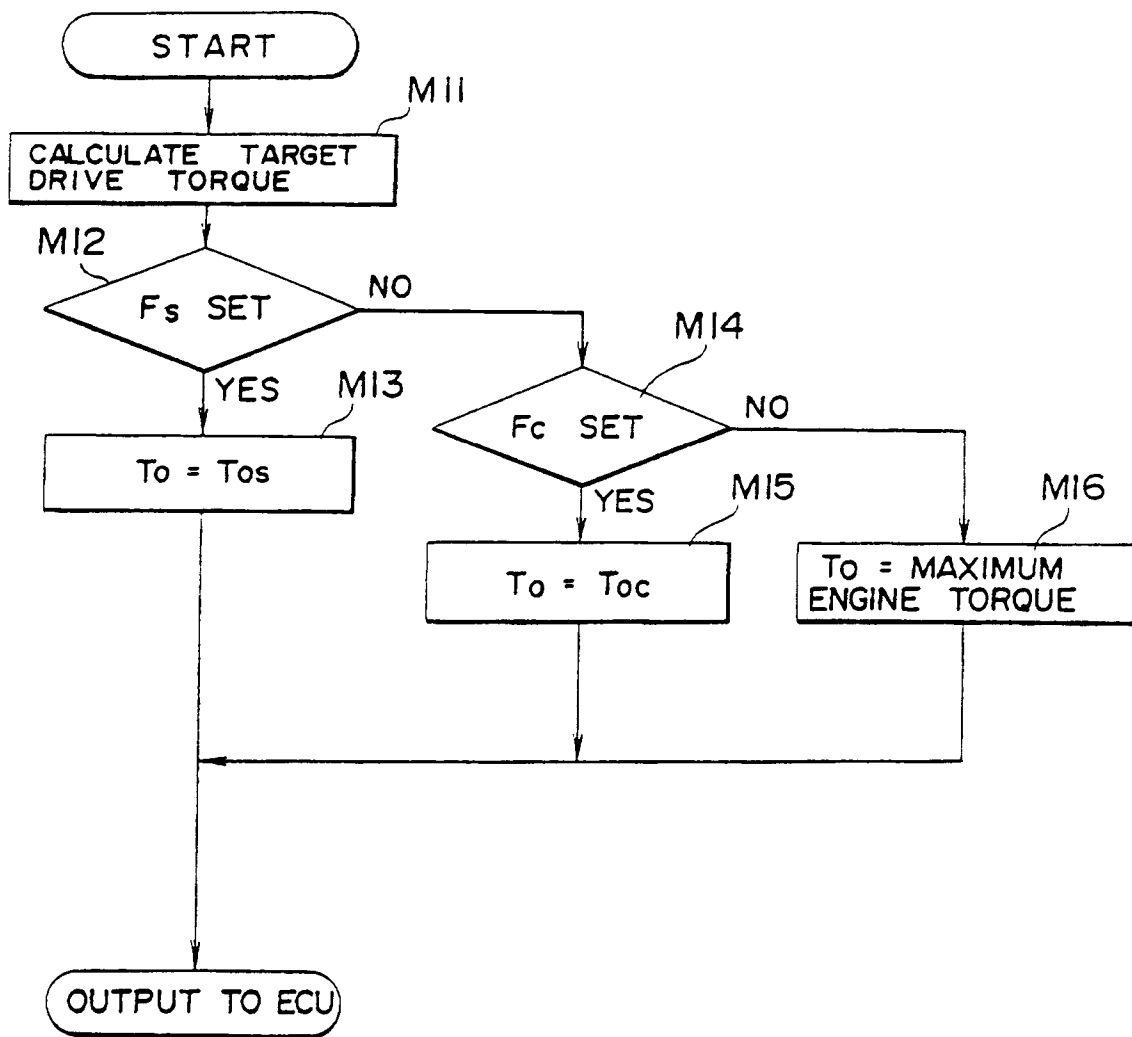 START
M11
CALCULATE TARGET
DRIVE TORQUE
M12
Fs SET
NO
YES
M13
To = Tos
M14
Fc SET
NO
YES
M15
To = Toc
M16
To = MAXIMUM
ENGINE TORQUE
OUTPUT TO ECU